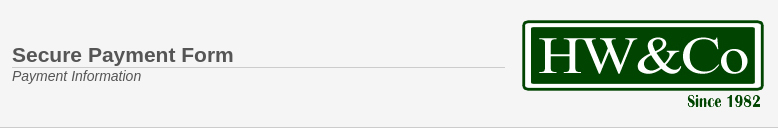 Secure Payment Form
Payment Information
HW&Co
Since 1982